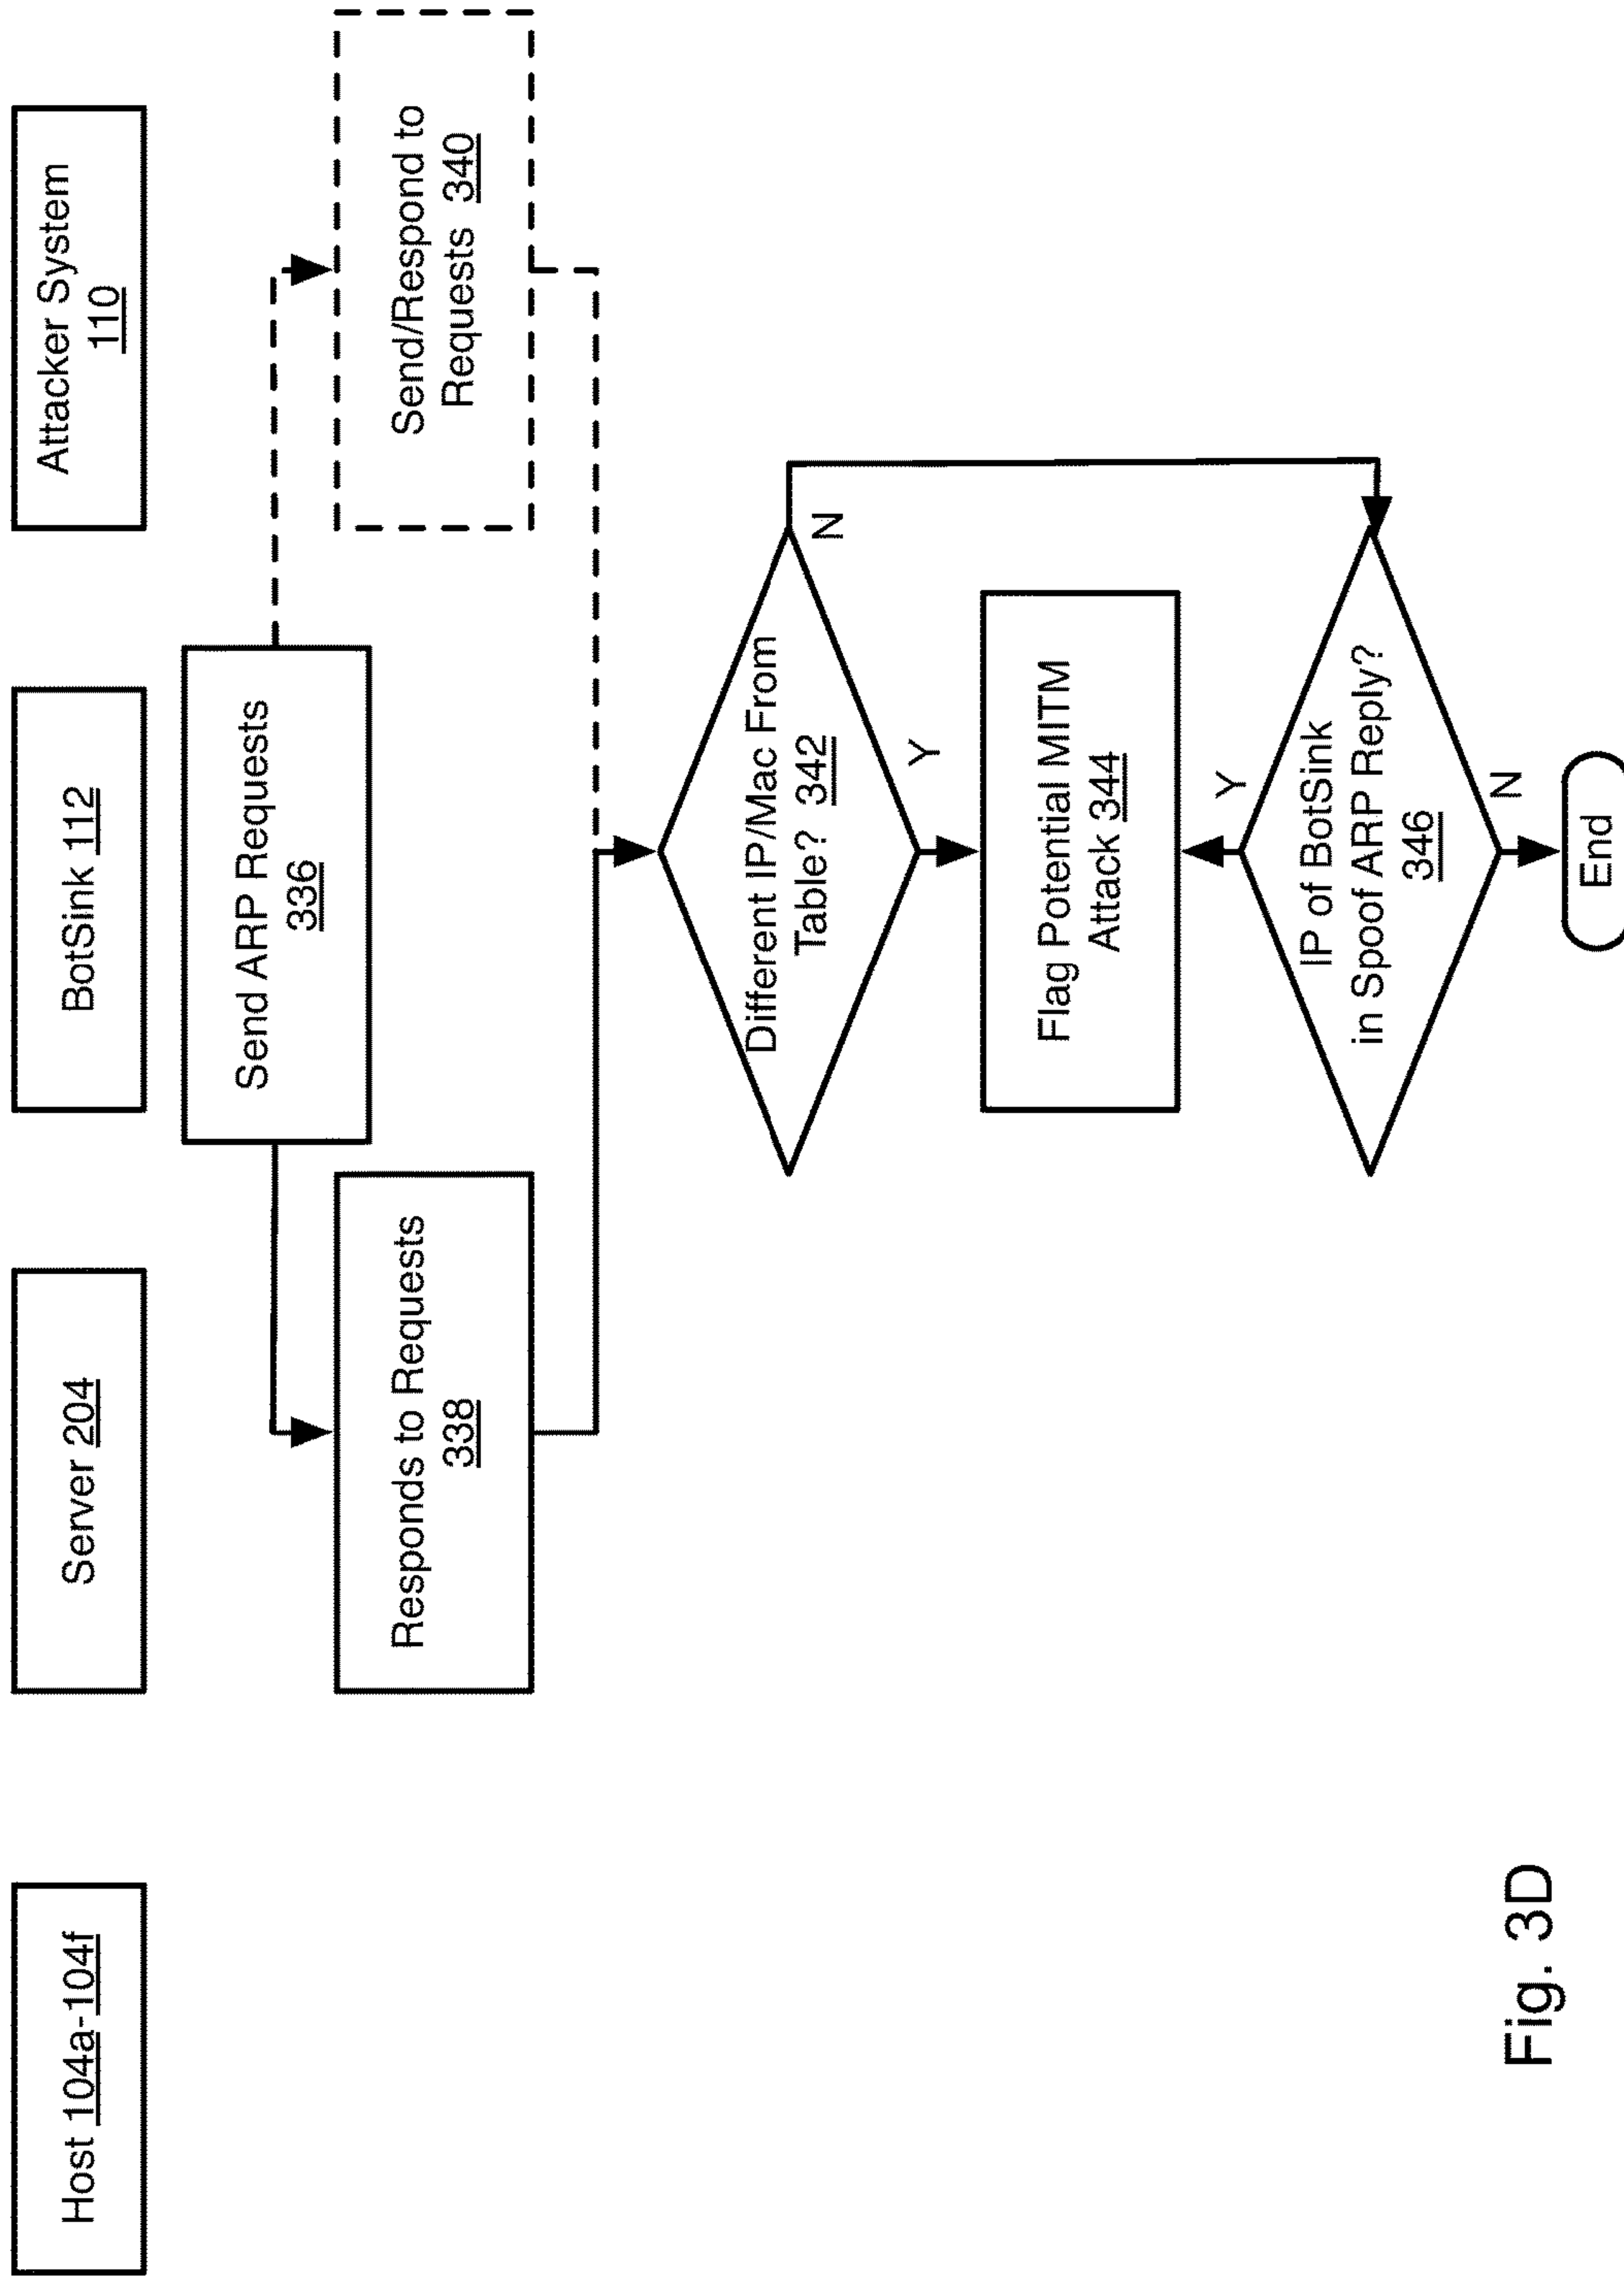 Host 104a-104f
Server 204
BotSink 112
Attacker System
110
Send ARP Requests
336
Responds to Requests
338
Send/Respond to
Requests 340
Different IP/Mac From
Table? 342
N
Y
Flag Potential MITM
Attack 344
Y
IP of BotSink
in Spoof ARP Reply?
346
N
End
Fig. 3D